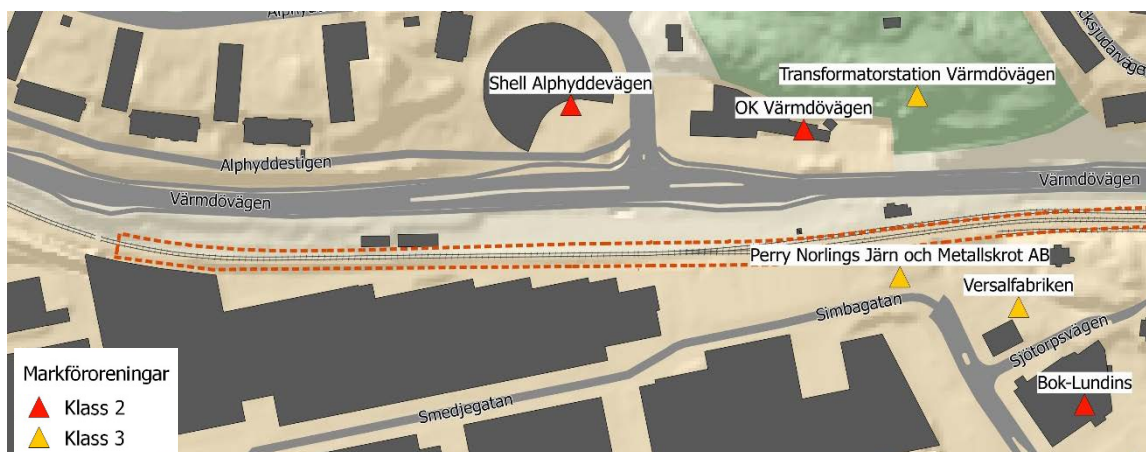 Alphyddevägen
Shell Alphyddevägen
Transformatorstation Värmdövägen
OK Värmdövägen
Alphyddestigen
Värmdövägen
Värmdövägen
Perry Norlings Järn och Metallskrot AB
Versalfabriken
Simbagatan
Sjötorpsvägen
Smedjegatan
Bok-Lundins
Markföroreningar
Klass 2
Klass 3